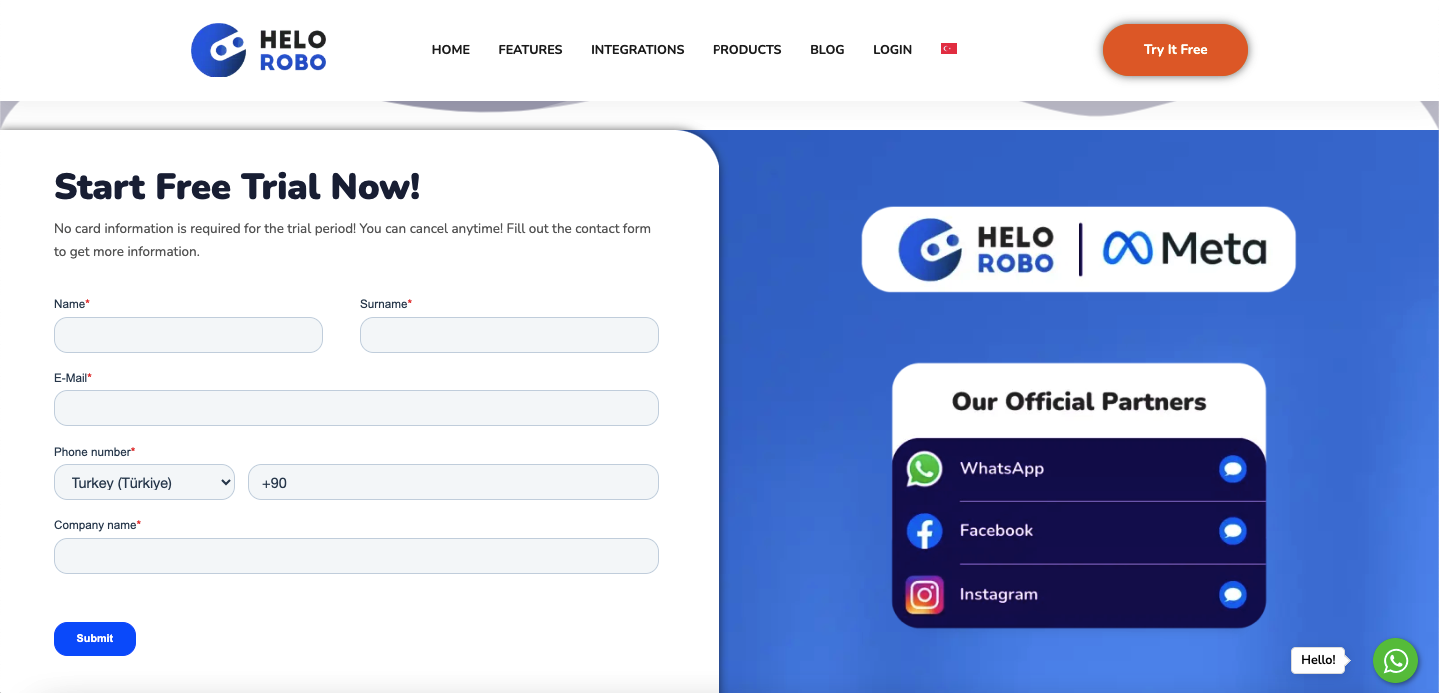 HELO
ROBO
HOME FEATURES INTEGRATIONS PRODUCTS BLOG LOGIN
Try It Free
Start Free Trial Now!
No card information is required for the trial period! You can cancel anytime! Fill out the contact form
to get more information.
Name* Surname*
E-Mail*
Phone number*
Turkey (Türkiye) +90
Company name*
Submit
HELO
ROBO
Meta
Our Official Partners
WhatsApp
Facebook
Instagram
Hello!